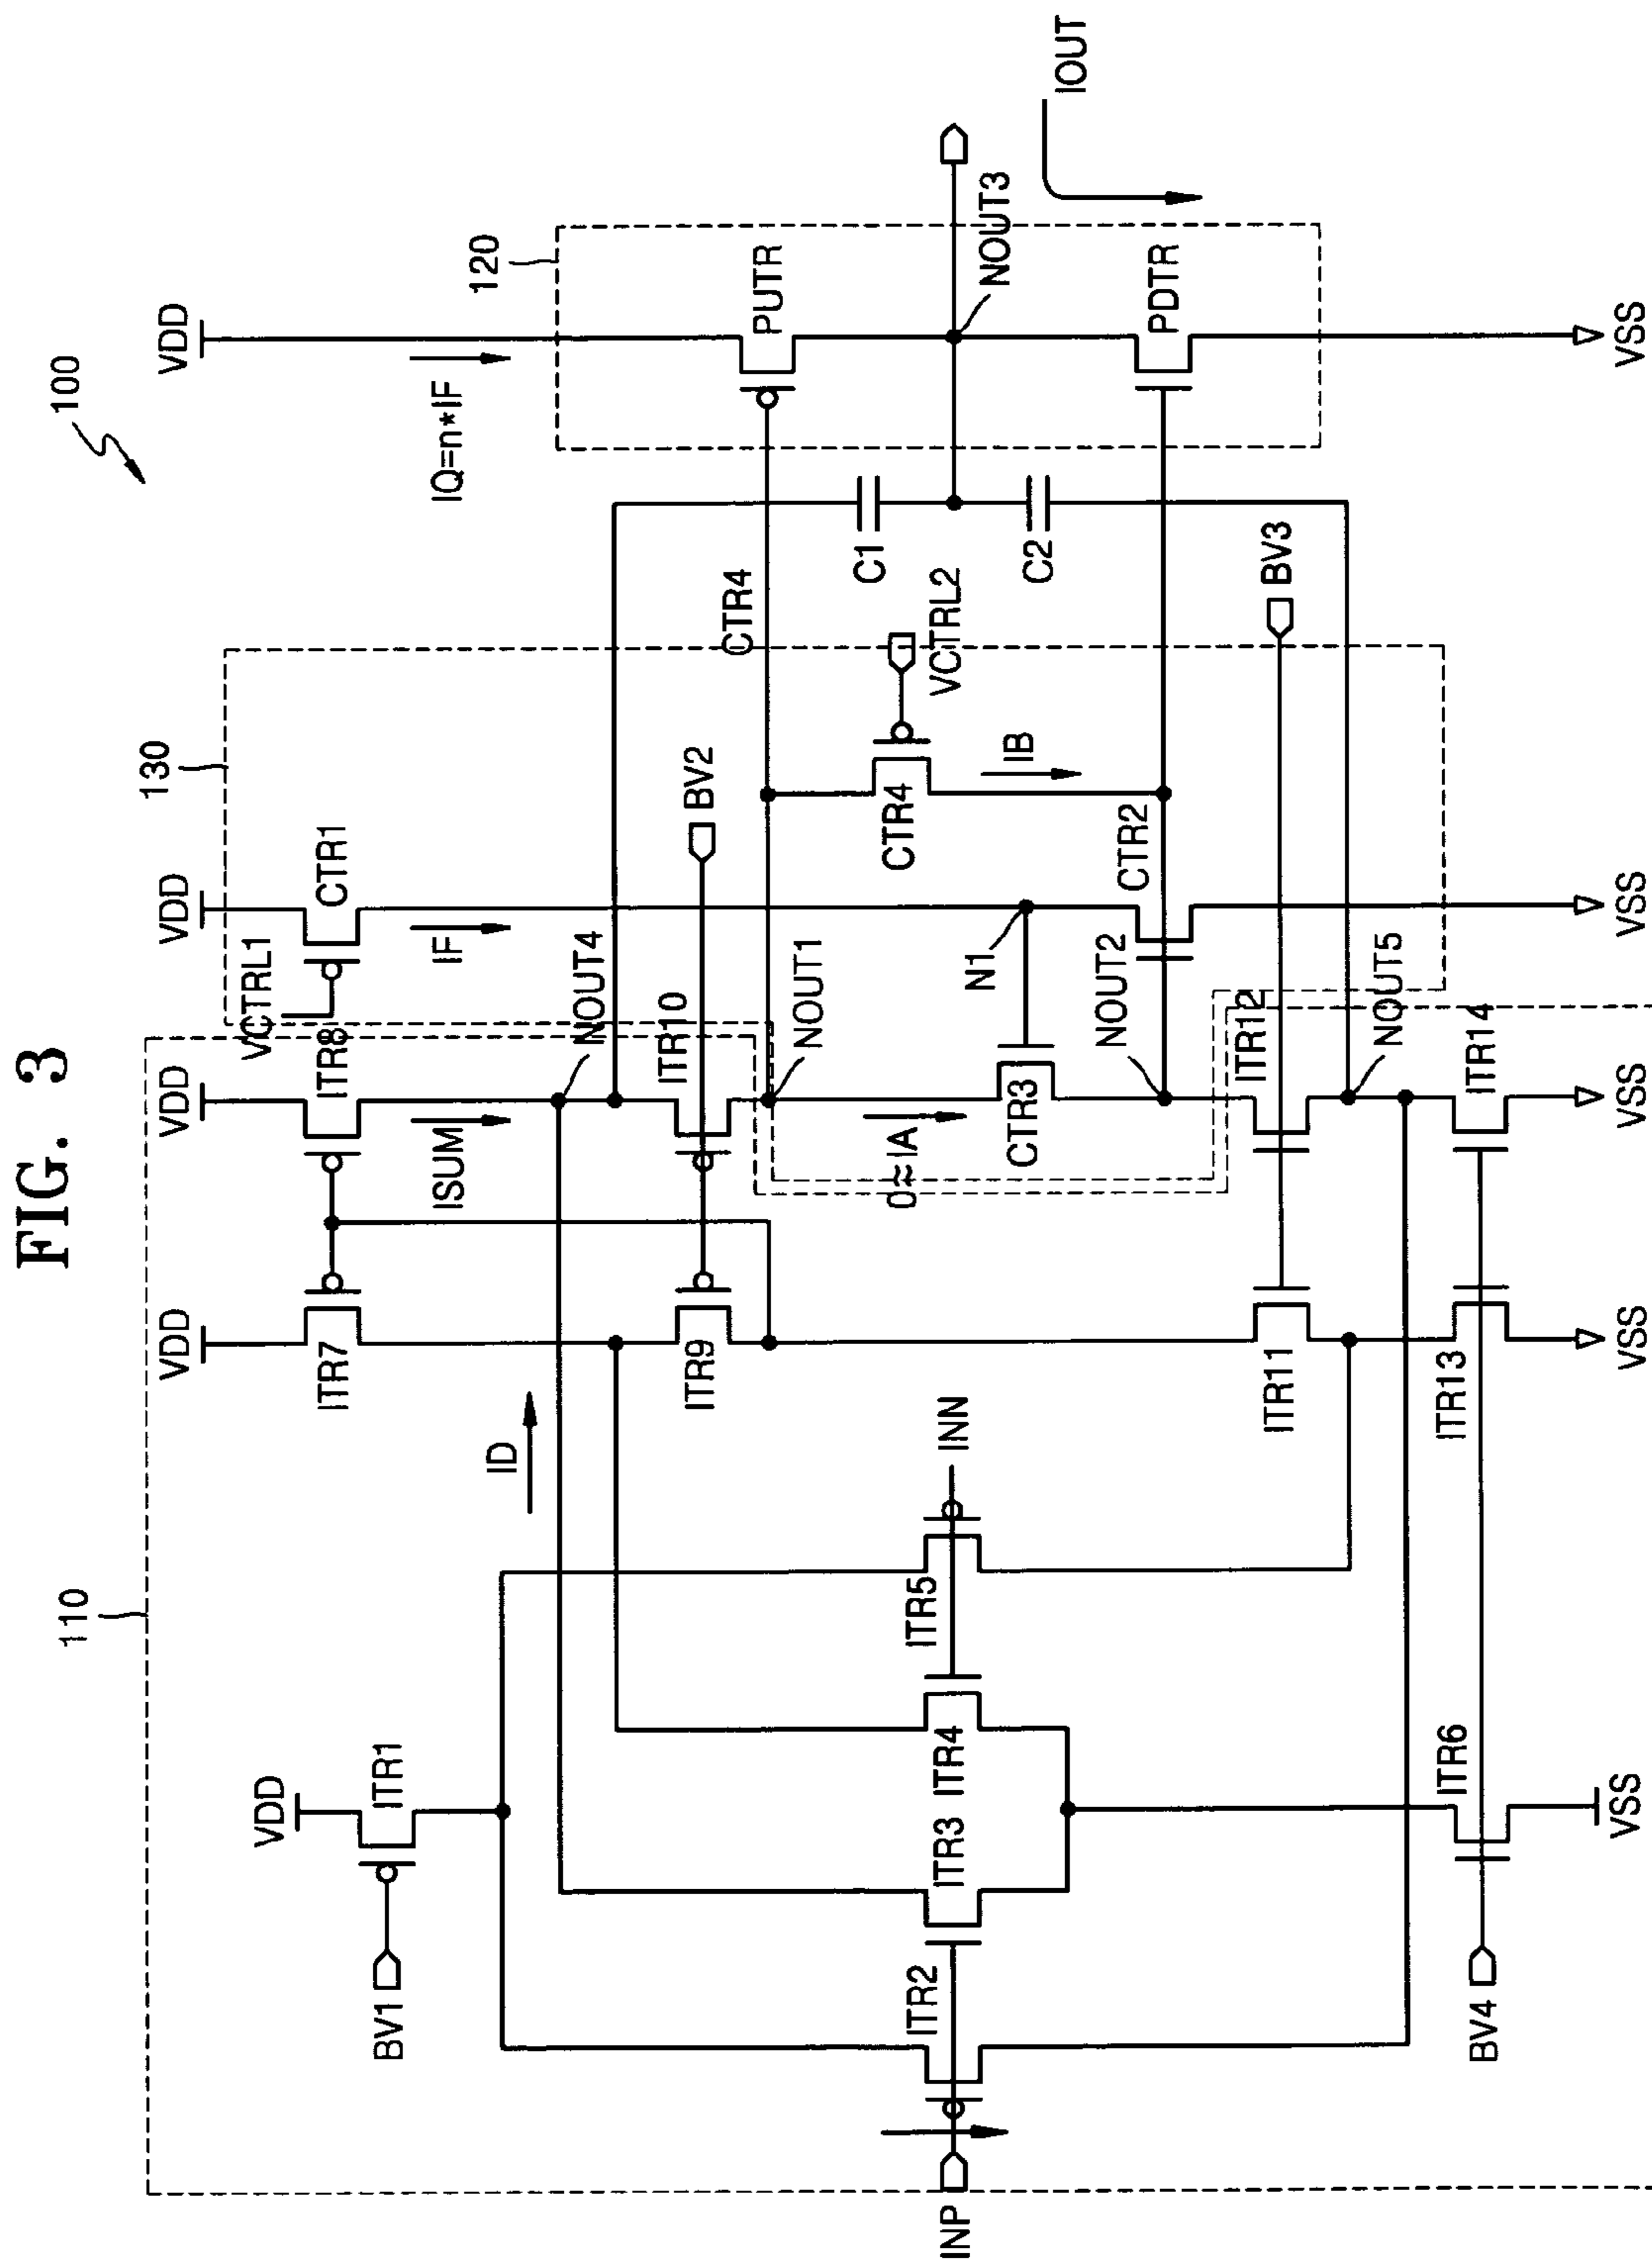 FIG. 3
100
110
130
120
VDD
VDD
VDD
VDD
VDD
VCTRL1
CTR1
ITR1
BV1
ITR7
ITR8
ISUM
IF
IQ=n*IF
ID
NOUT4
ITR9
ITR10
BV2
CTR4
PUTR
NOUT1
C1
C2
CTR4
VCTRL2
INP
ITR2
ITR3
ITR4
ITR5
INN
0≈IA
CTR3
N1
IB
NOUT3
IOUT
NOUT2
CTR2
PDTR
ITR11
ITR12
BV3
NOUT5
BV4
ITR6
ITR13
ITR14
VSS
VSS
VSS
VSS
VSS